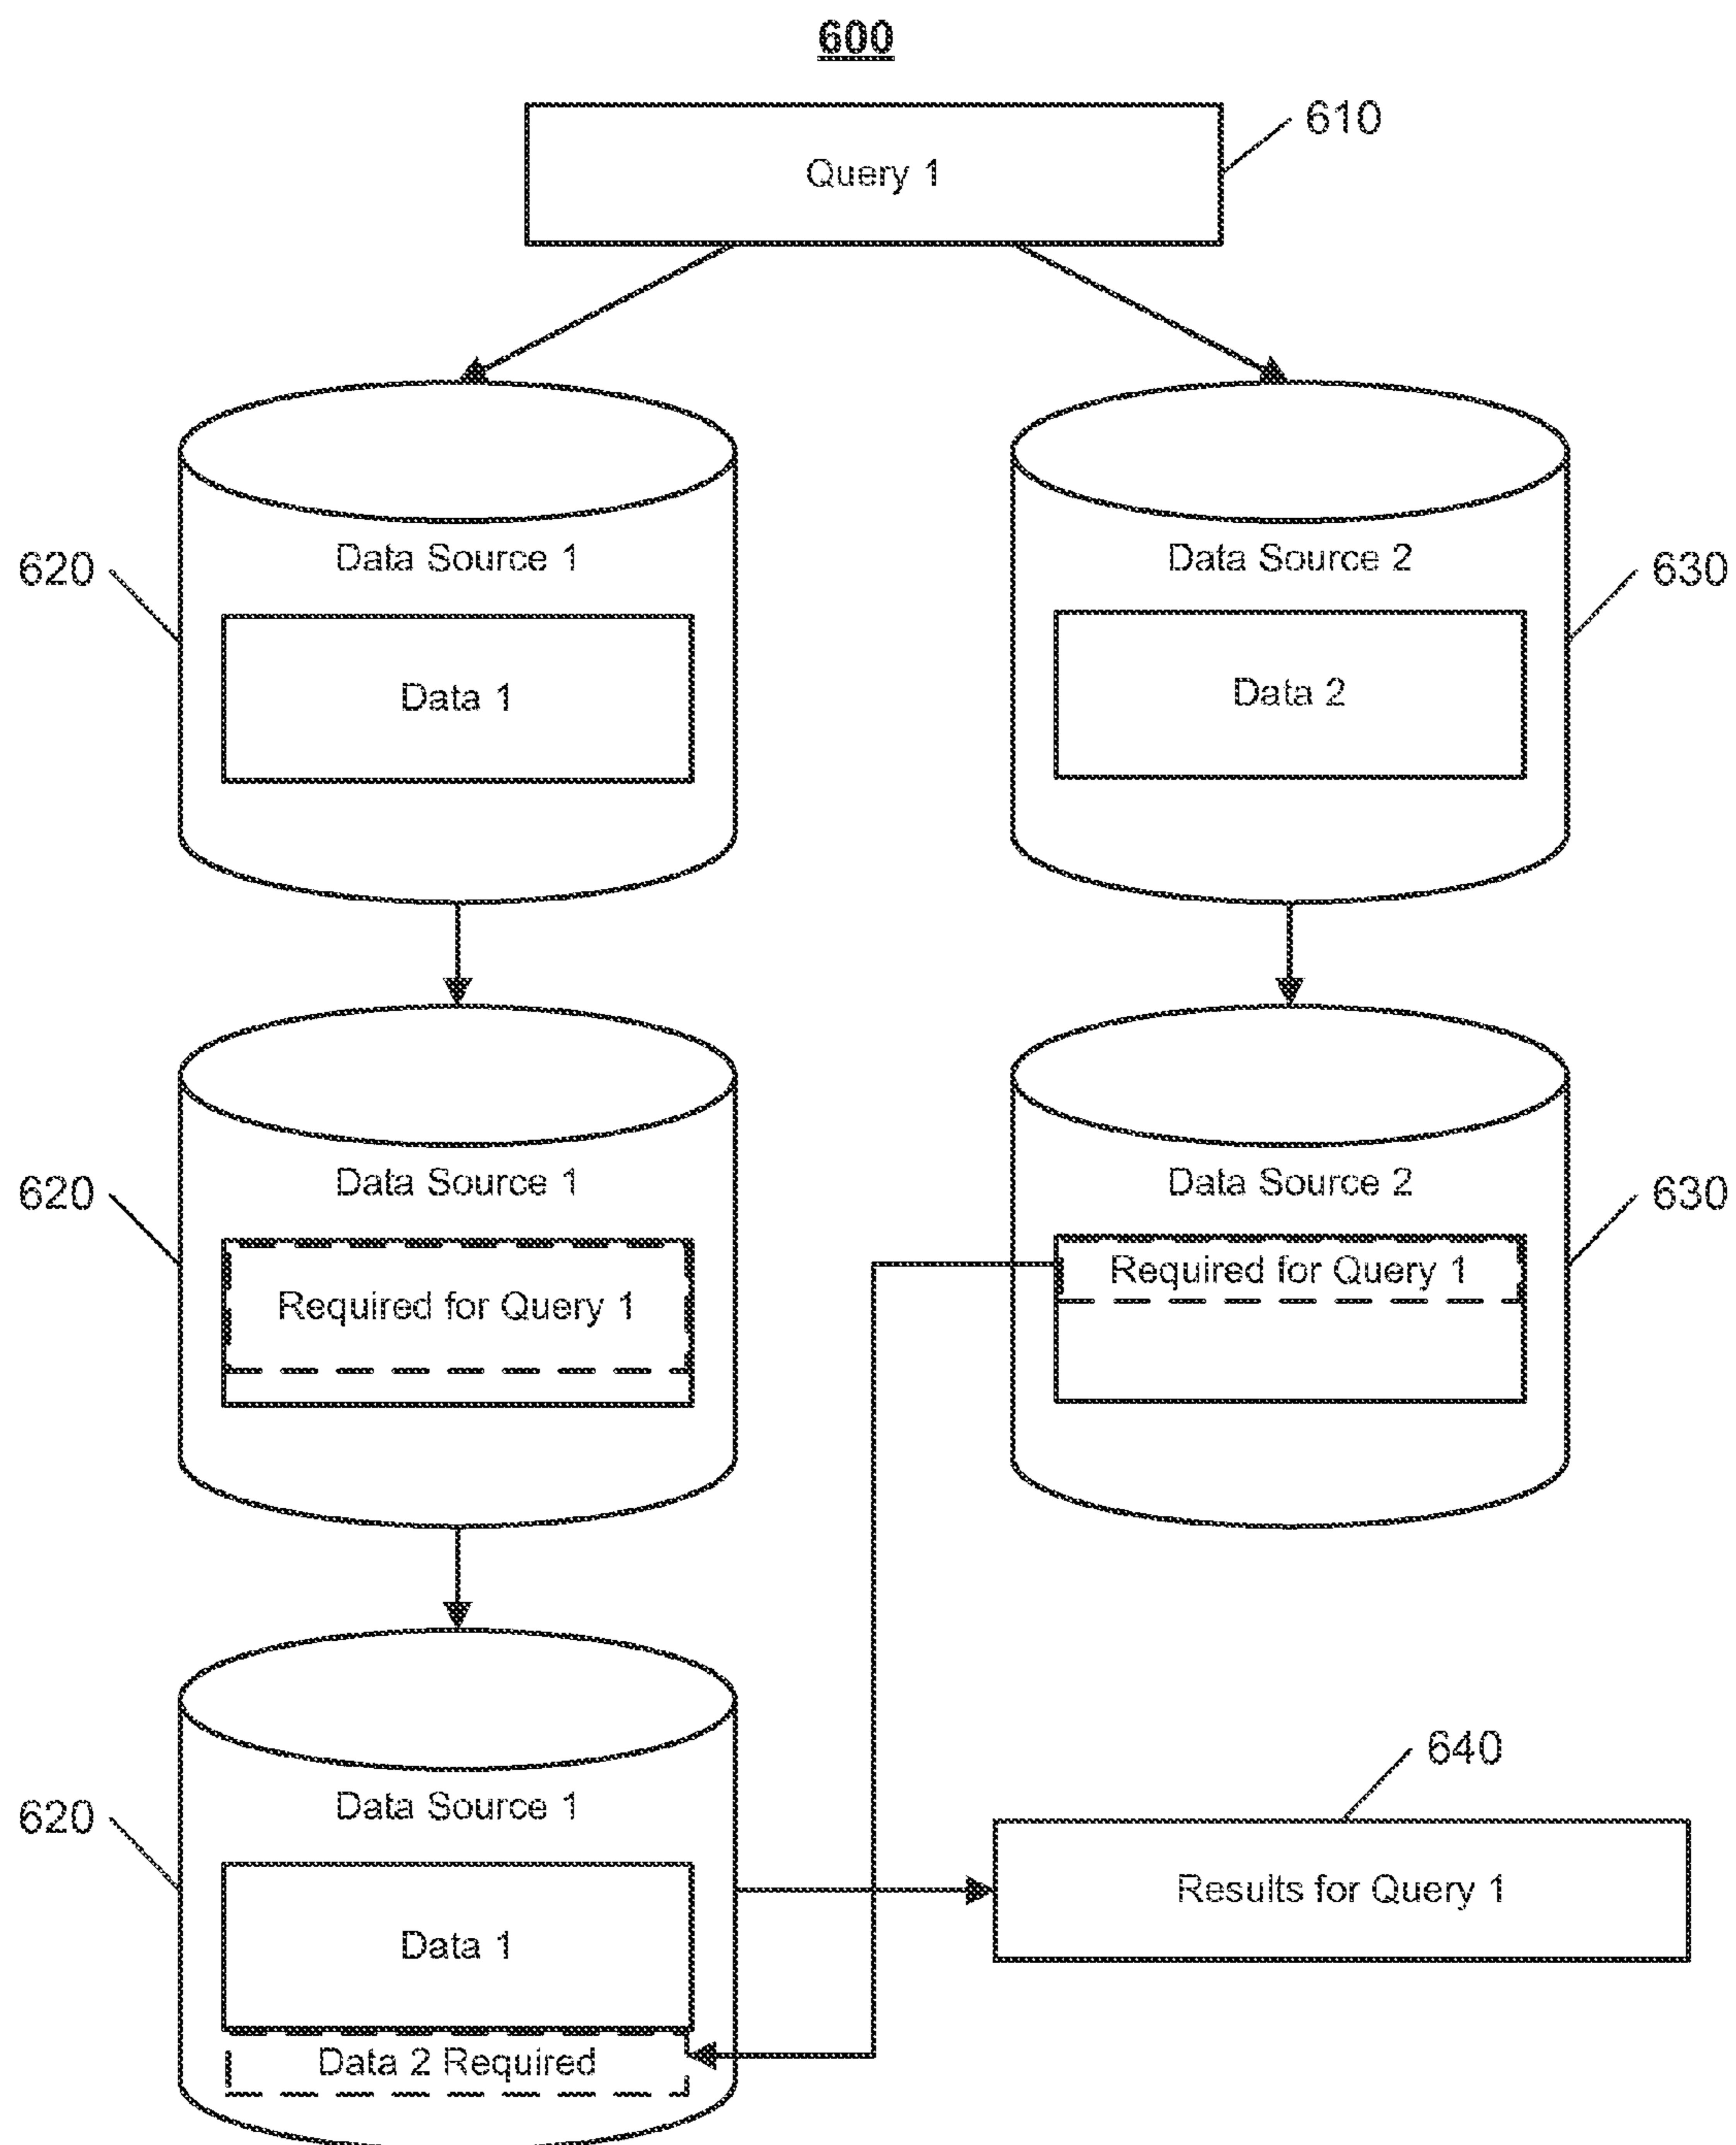 600
610
Query 1
620
Data Source 1
Data 1
Data Source 2
630
Data 2
620
Data Source 1
Required for Query 1
Data Source 2
630
Required for Query 1
620
Data Source 1
Data 1
Data 2 Required
640
Results for Query 1